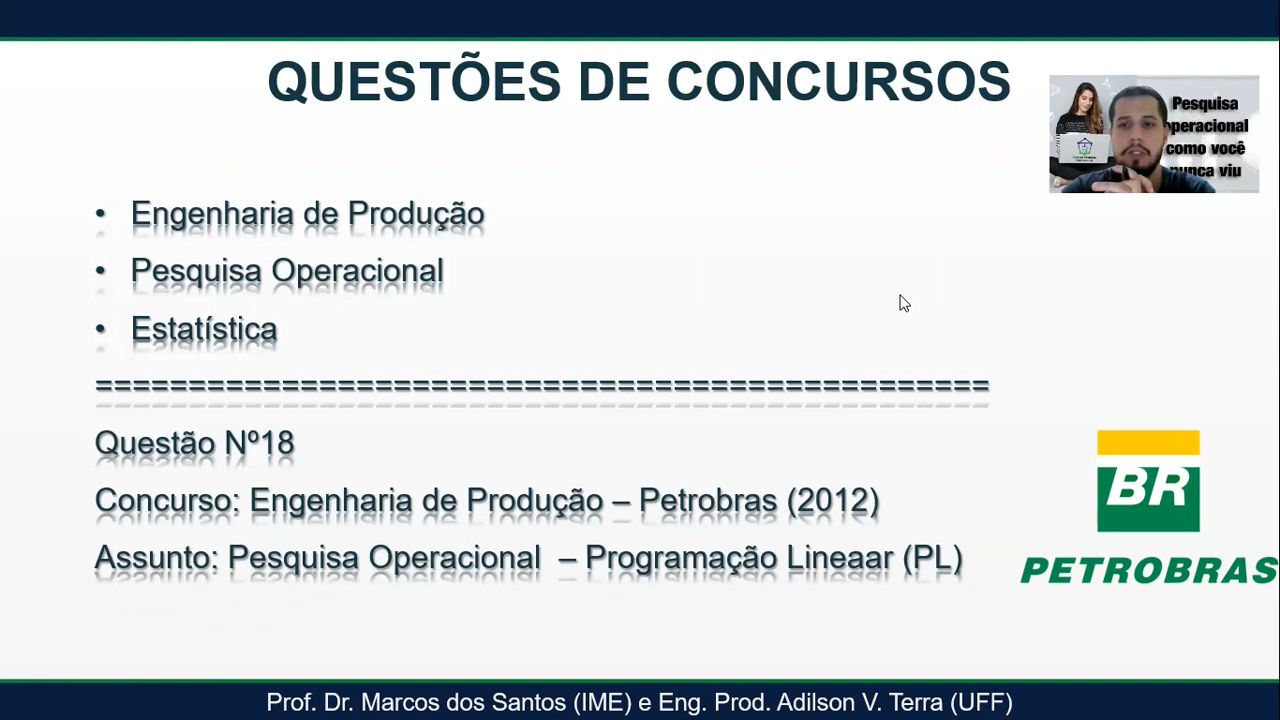 QUESTÕES DE CONCURSOS
Pesquisa
operacional
como você
nunca viu
• Engenharia de Produção
• Pesquisa Operacional
• Estatística
================================================
Questão Nº18
Concurso: Engenharia de Produção – Petrobras (2012)
Assunto: Pesquisa Operacional – Programação Lineaar (PL)
BR
PETROBRAS
Prof. Dr. Marcos dos Santos (IME) e Eng. Prod. Adilson V. Terra (UFF)